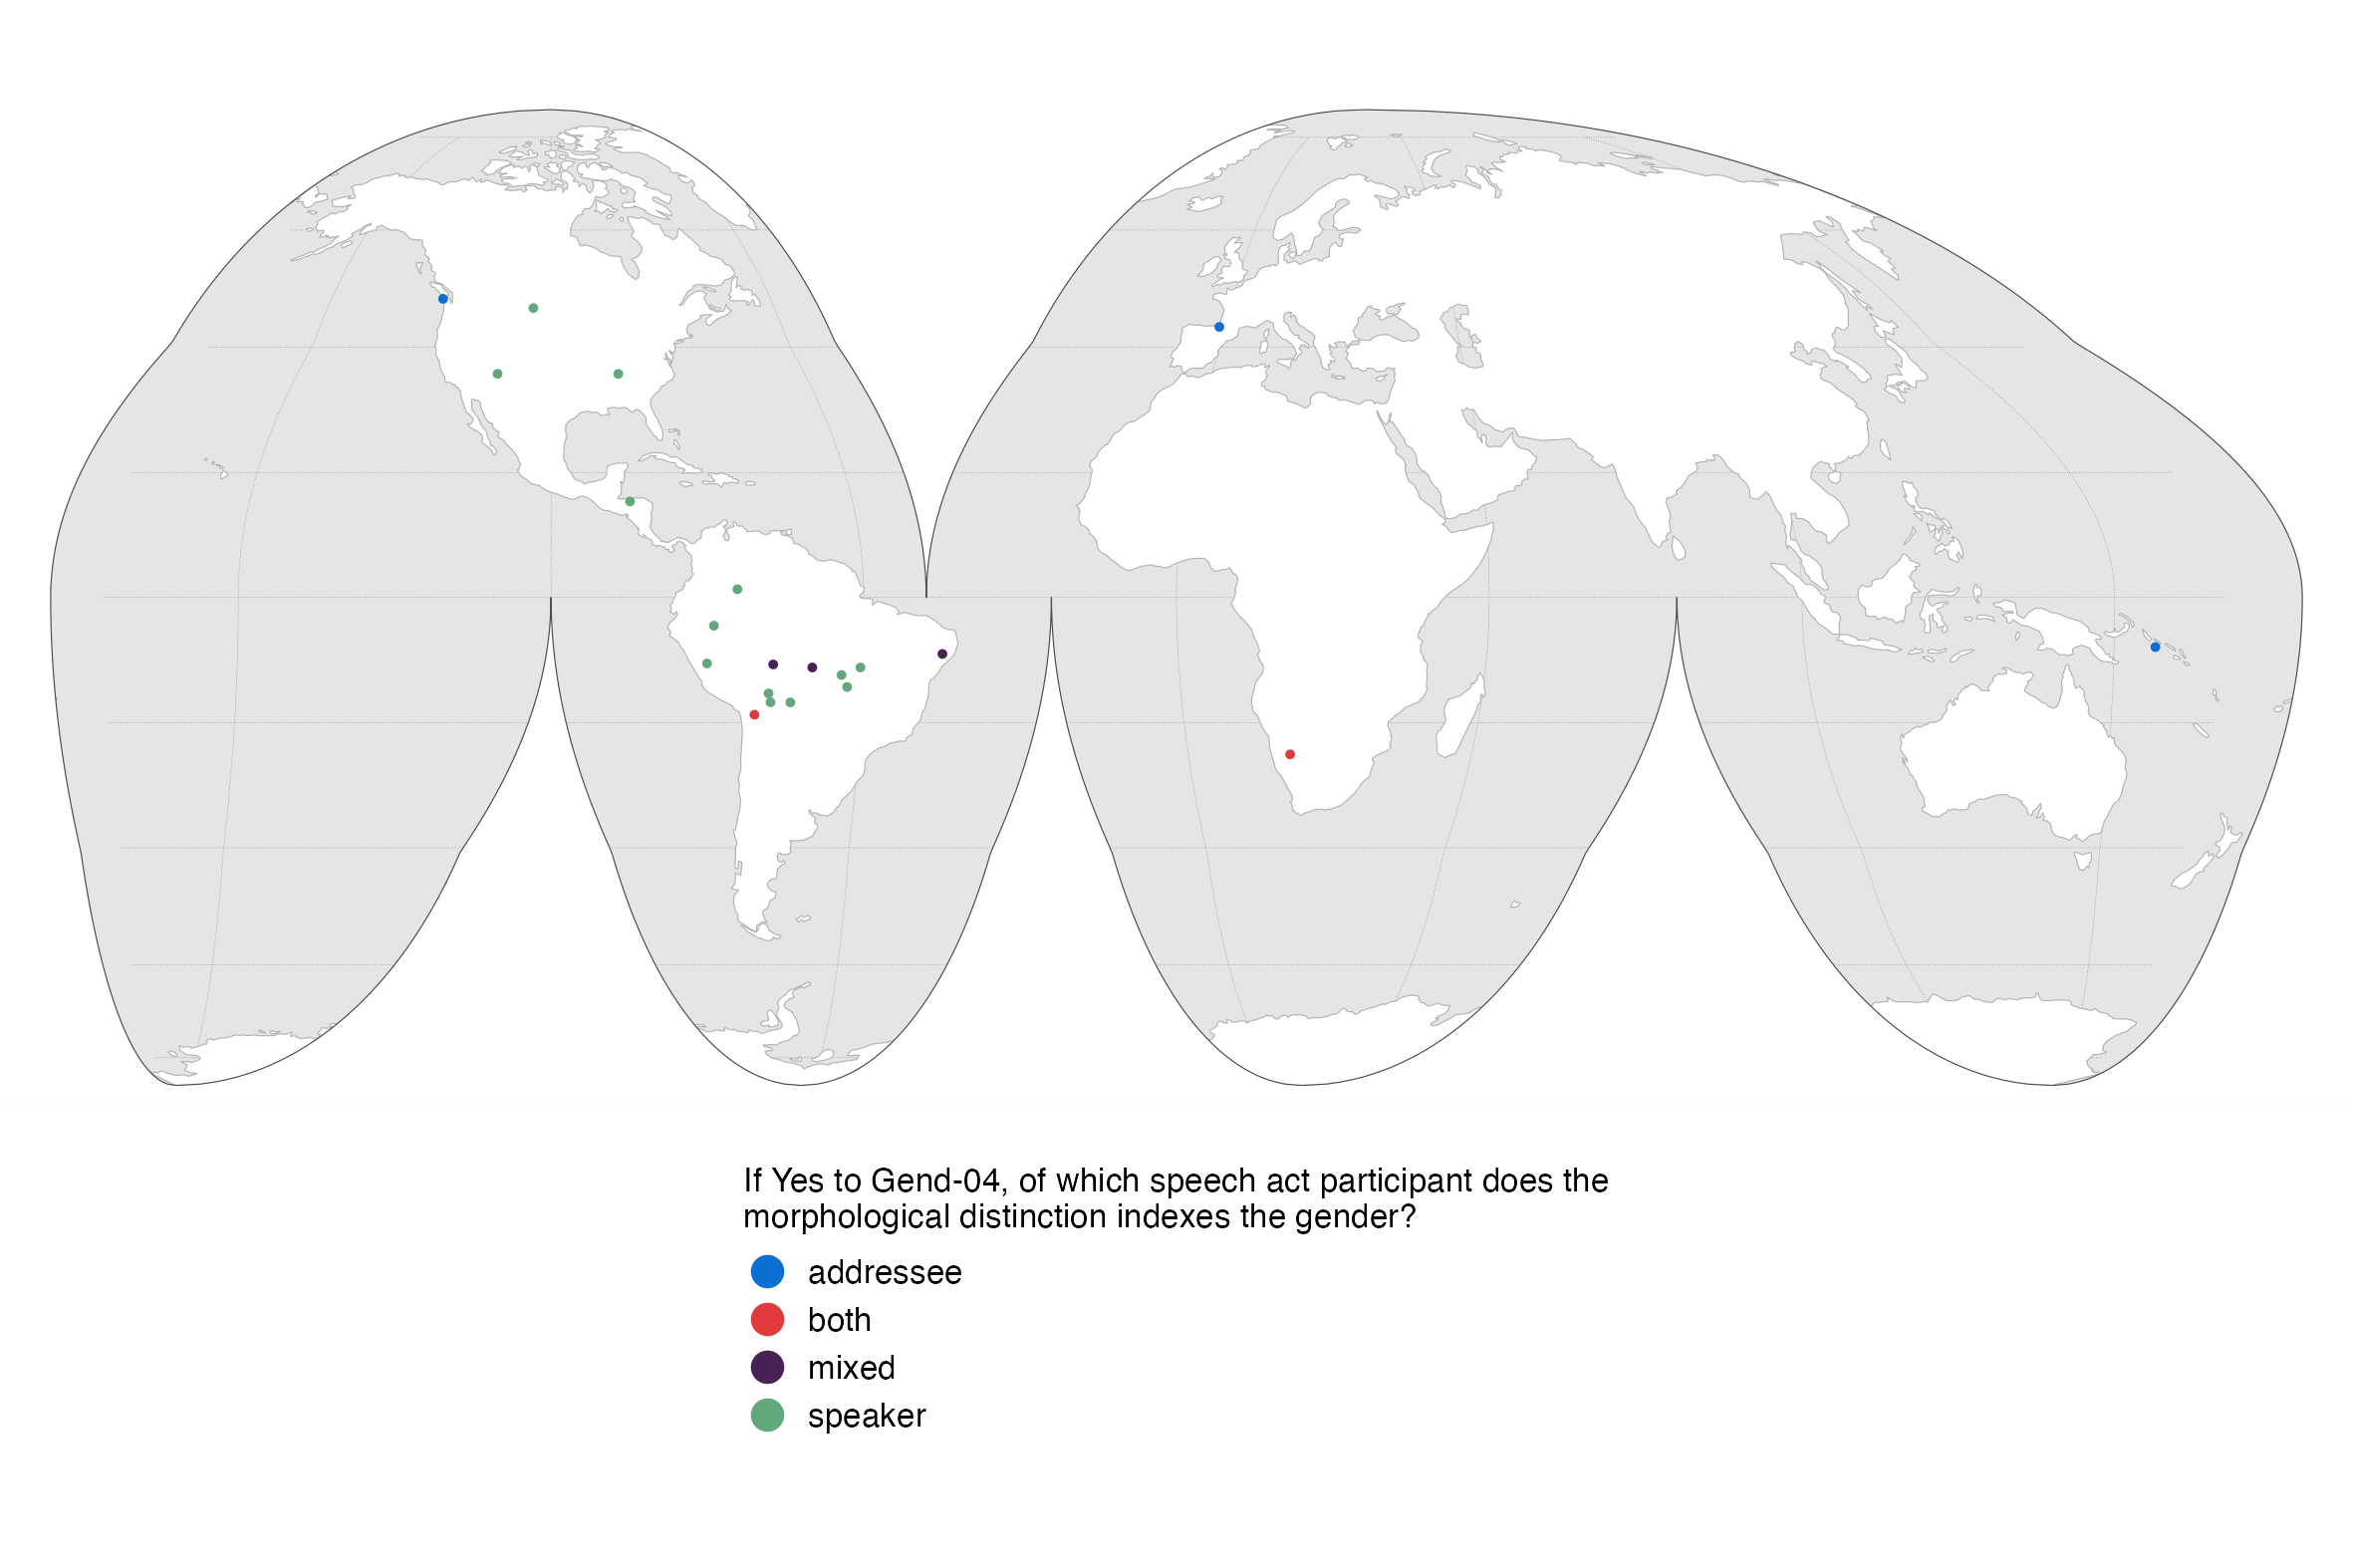 If Yes to Gend-04, of which speech act participant does the
morphological distinction indexes the gender?
addressee
both
mixed
speaker